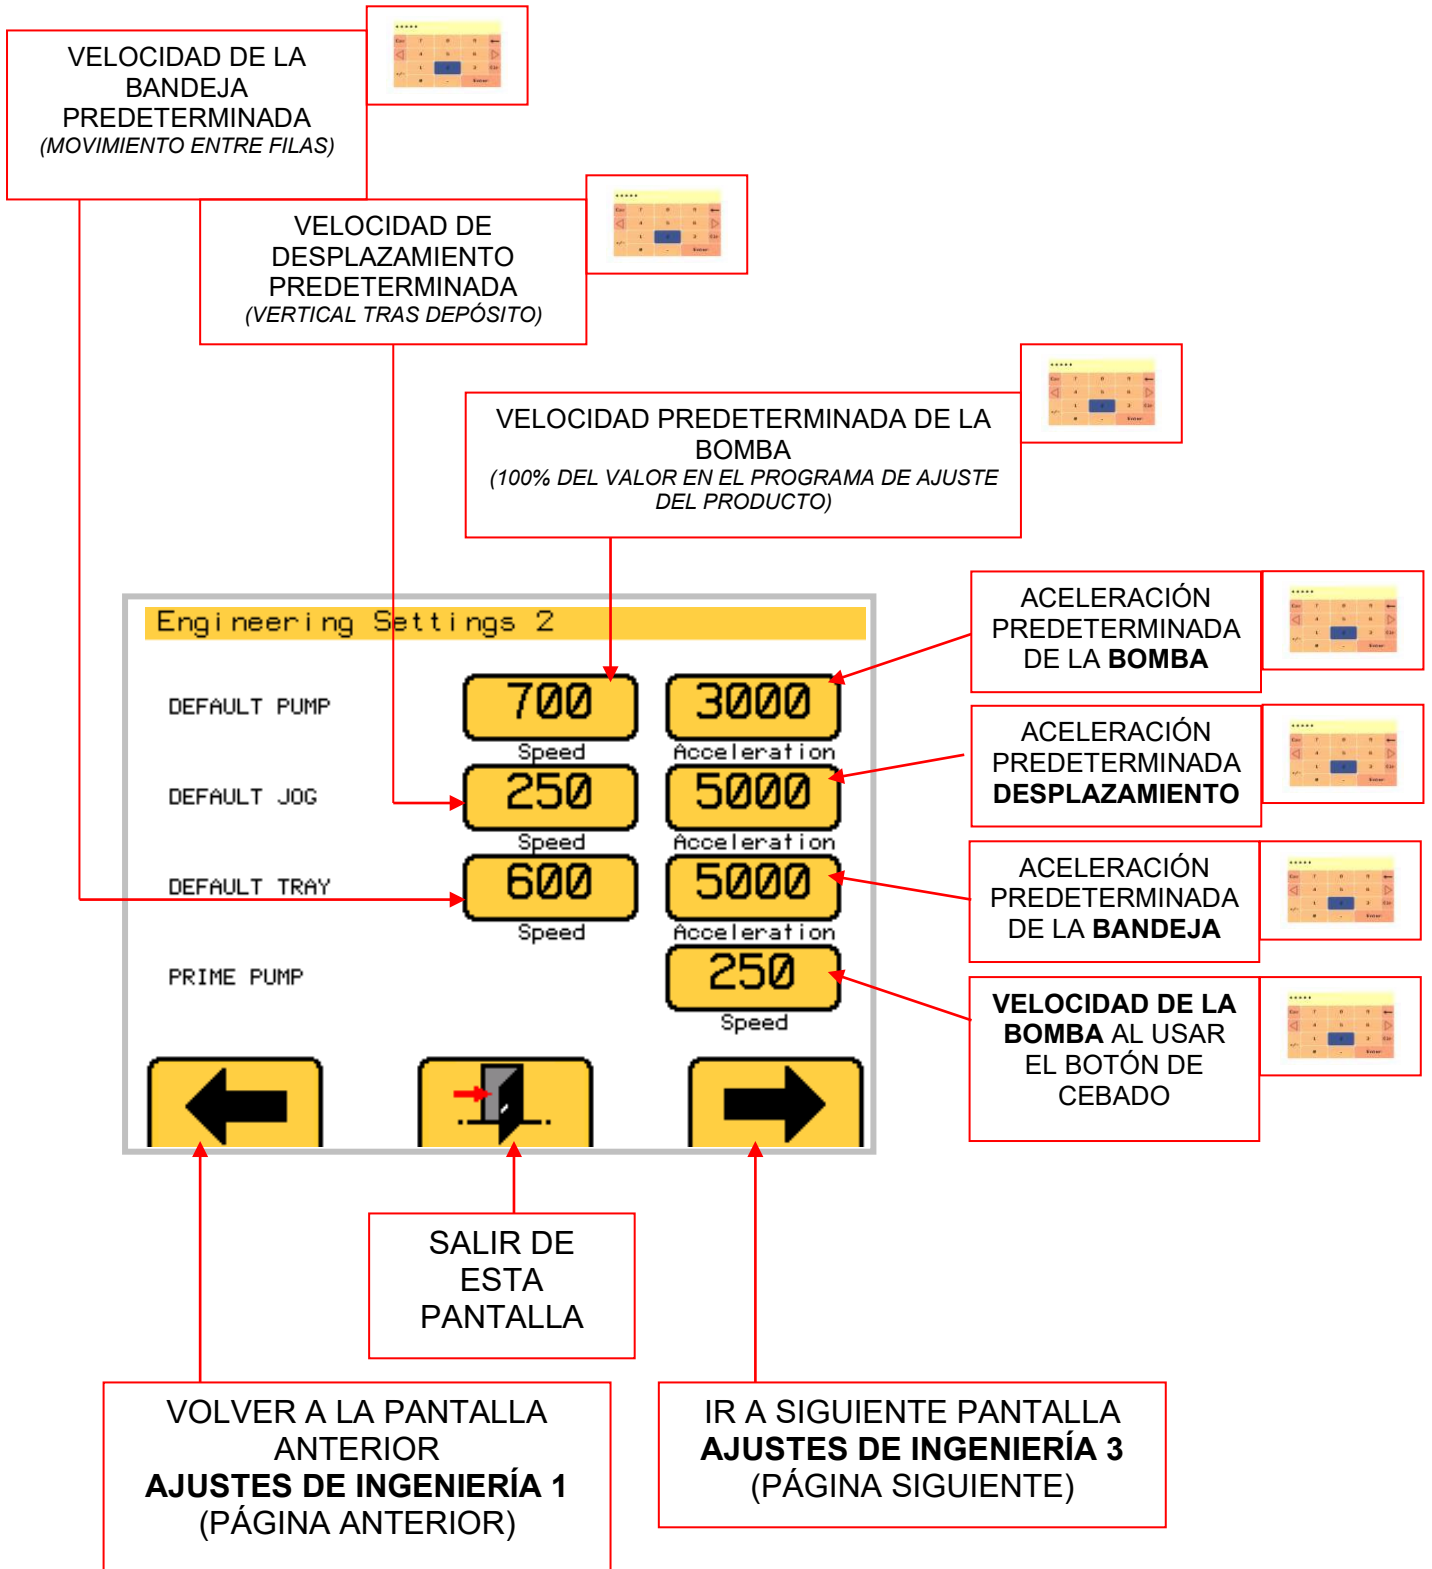 VELOCIDAD DE LA
BANDEJA
PREDETERMINADA
(MOVIMIENTO ENTRE FILAS)
VELOCIDAD DE
DESPLAZAMIENTO
PREDETERMINADA
(VERTICAL TRAS DEPÓSITO)
VELOCIDAD PREDETERMINADA DE LA
BOMBA
(100% DEL VALOR EN EL PROGRAMA DE AJUSTE
DEL PRODUCTO)
ACELERACIÓN
PREDETERMINADA
DE LA BOMBA
ACELERACIÓN
PREDETERMINADA
DESPLAZAMIENTO
ACELERACIÓN
PREDETERMINADA
DE LA BANDEJA
VELOCIDAD DE LA
BOMBA AL USAR
EL BOTÓN DE
CEBADO
Engineering Settings 2
DEFAULT PUMP 700 3000
Speed Acceleration
DEFAULT JOG 250 5000
Speed Acceleration
DEFAULT TRAY 600 5000
Speed Acceleration
PRIME PUMP 250
Speed
SALIR DE
ESTA
PANTALLA
VOLVER A LA PANTALLA
ANTERIOR
AJUSTES DE INGENIERÍA 1
(PÁGINA ANTERIOR)
IR A SIGUIENTE PANTALLA
AJUSTES DE INGENIERÍA 3
(PÁGINA SIGUIENTE)